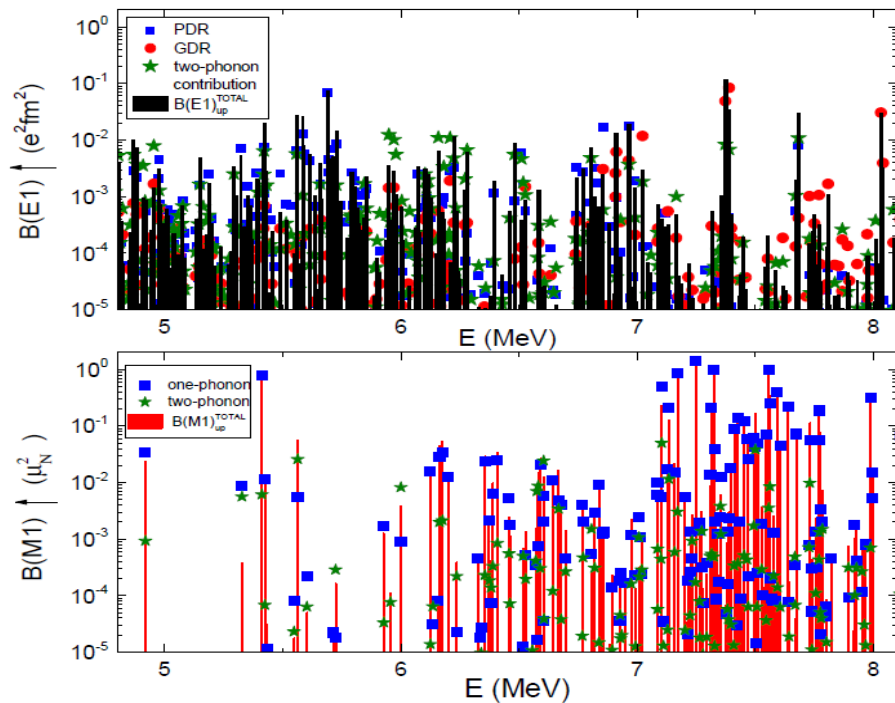 10⁰
10⁻¹
10⁻²
10⁻³
10⁻⁴
10⁻⁵
B(E1) ↑ (e²fm²)
PDR
GDR
two-phonon
contribution
B(E1)ᵤₚᵀᴼᵀᴬᴸ
5 6 7 8
E (MeV)
10⁰
10⁻¹
10⁻²
10⁻³
10⁻⁴
10⁻⁵
B(M1) ↑ (μ²_N)
one-phonon
two-phonon
B(M1)ᵤₚᵀᴼᵀᴬᴸ
5 6 7 8
E (MeV)